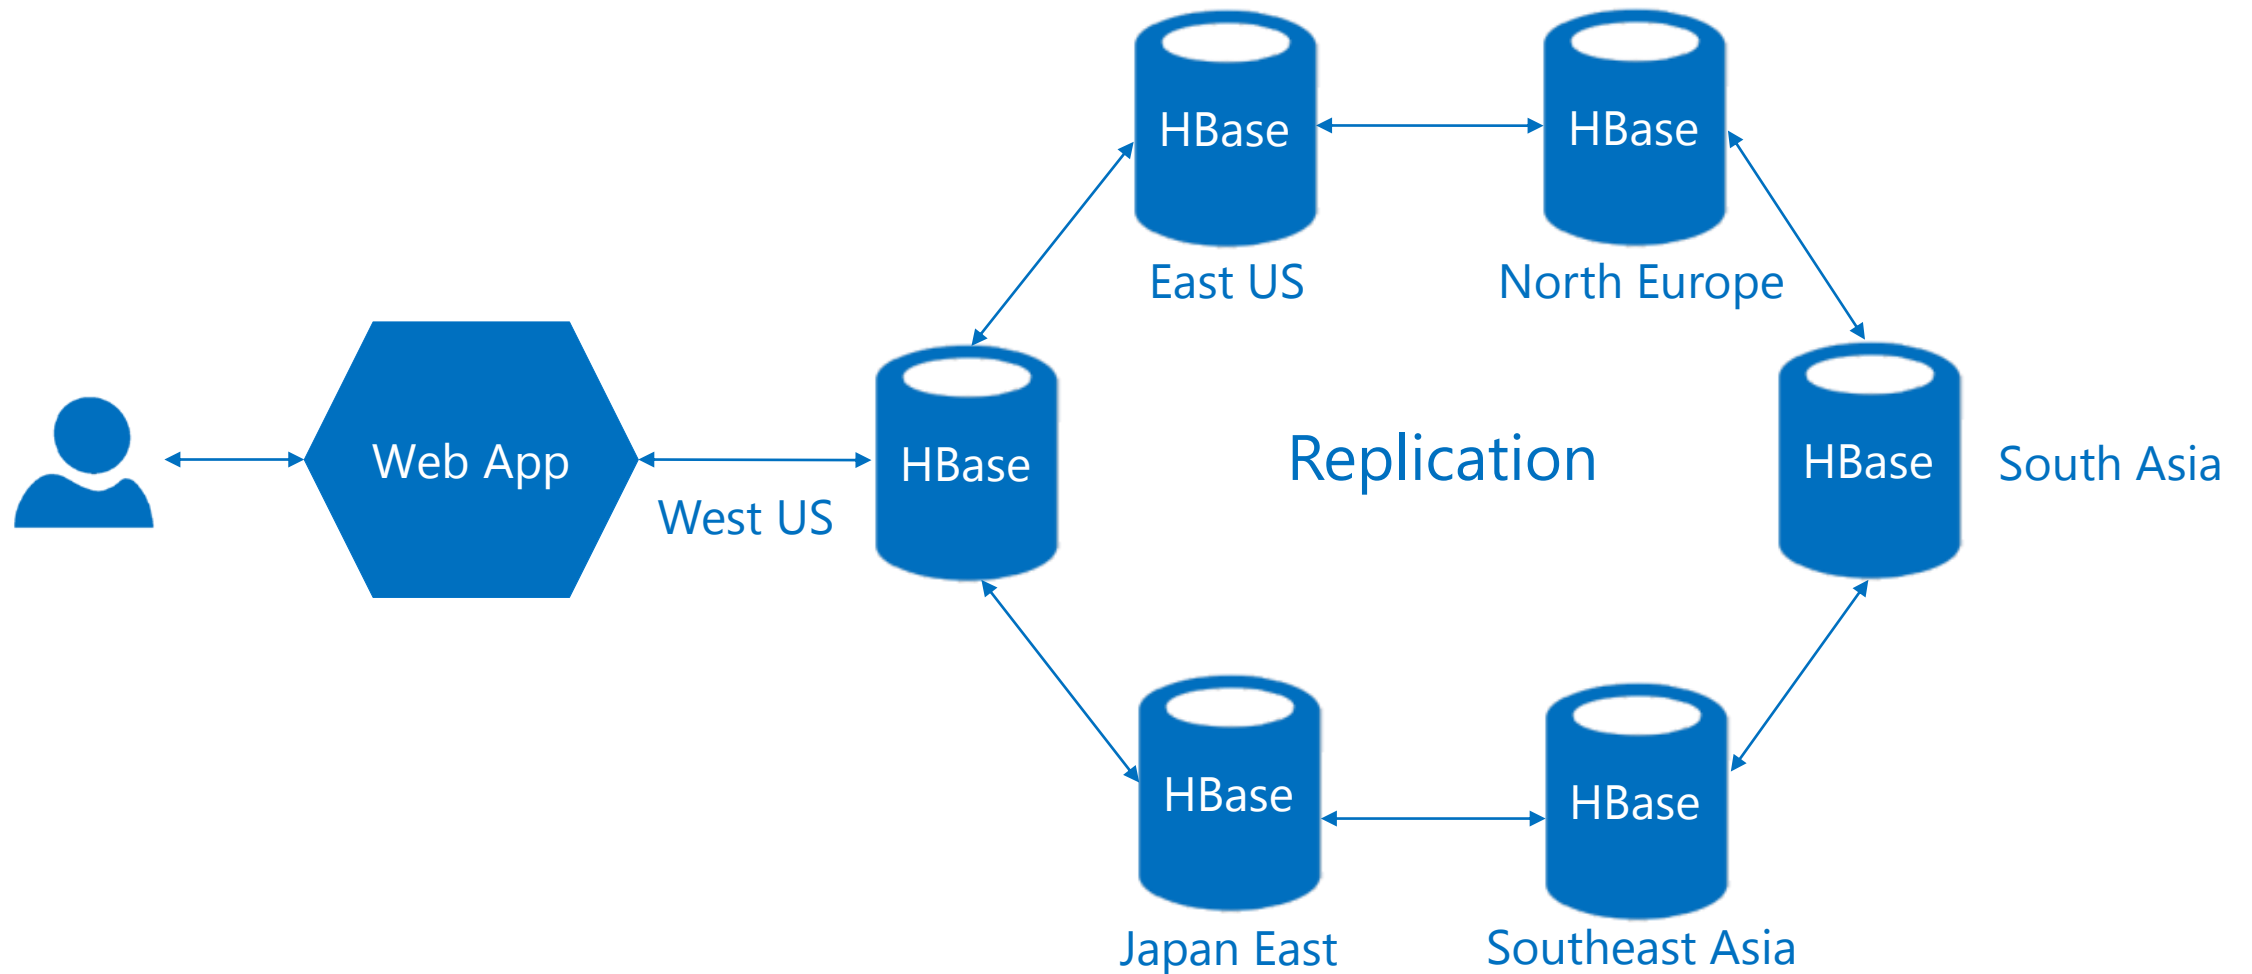 HBase
HBase
East US
North Europe
Web App
HBase
Replication
HBase
South Asia
West US
HBase
HBase
Japan East
Southeast Asia